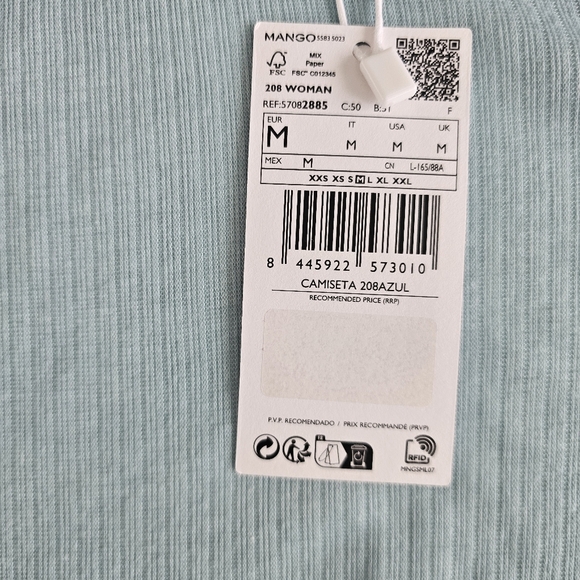 MANGO 5583 5023
MIX
Paper
FSC FSC® C012345
208 WOMAN
REF:57082885 C:50 F
EUR IT USA UK
M M M M
MEX M CN L-165/88A
XXS XS S M L XL XXL
8 445922 573010
CAMISETA 208AZUL
RECOMMENDED PRICE (RRP)
P.V.P. RECOMENDADO / PRIX RECOMMANDÉ (PRVP)
RFID
MNGSML07